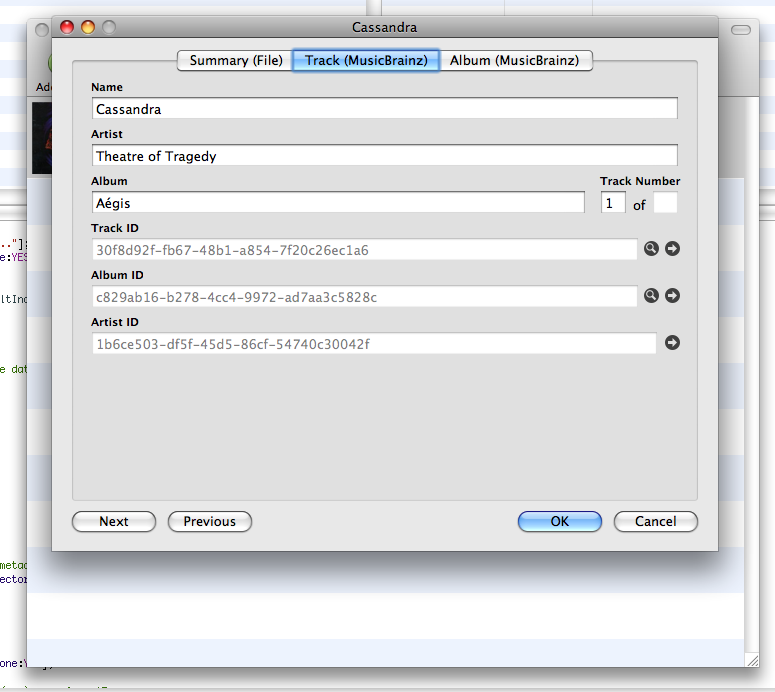 Cassandra
Summary (File) Track (MusicBrainz) Album (MusicBrainz)
Name
Cassandra
Artist
Theatre of Tragedy
Album Track Number
Aégis 1 of
Track ID
30f8d92f-fb67-48b1-a854-7f20c26ec1a6
Album ID
c829ab16-b278-4cc4-9972-ad7aa3c5828c
Artist ID
1b6ce503-df5f-45d5-86cf-54740c30042f
Next Previous OK Cancel